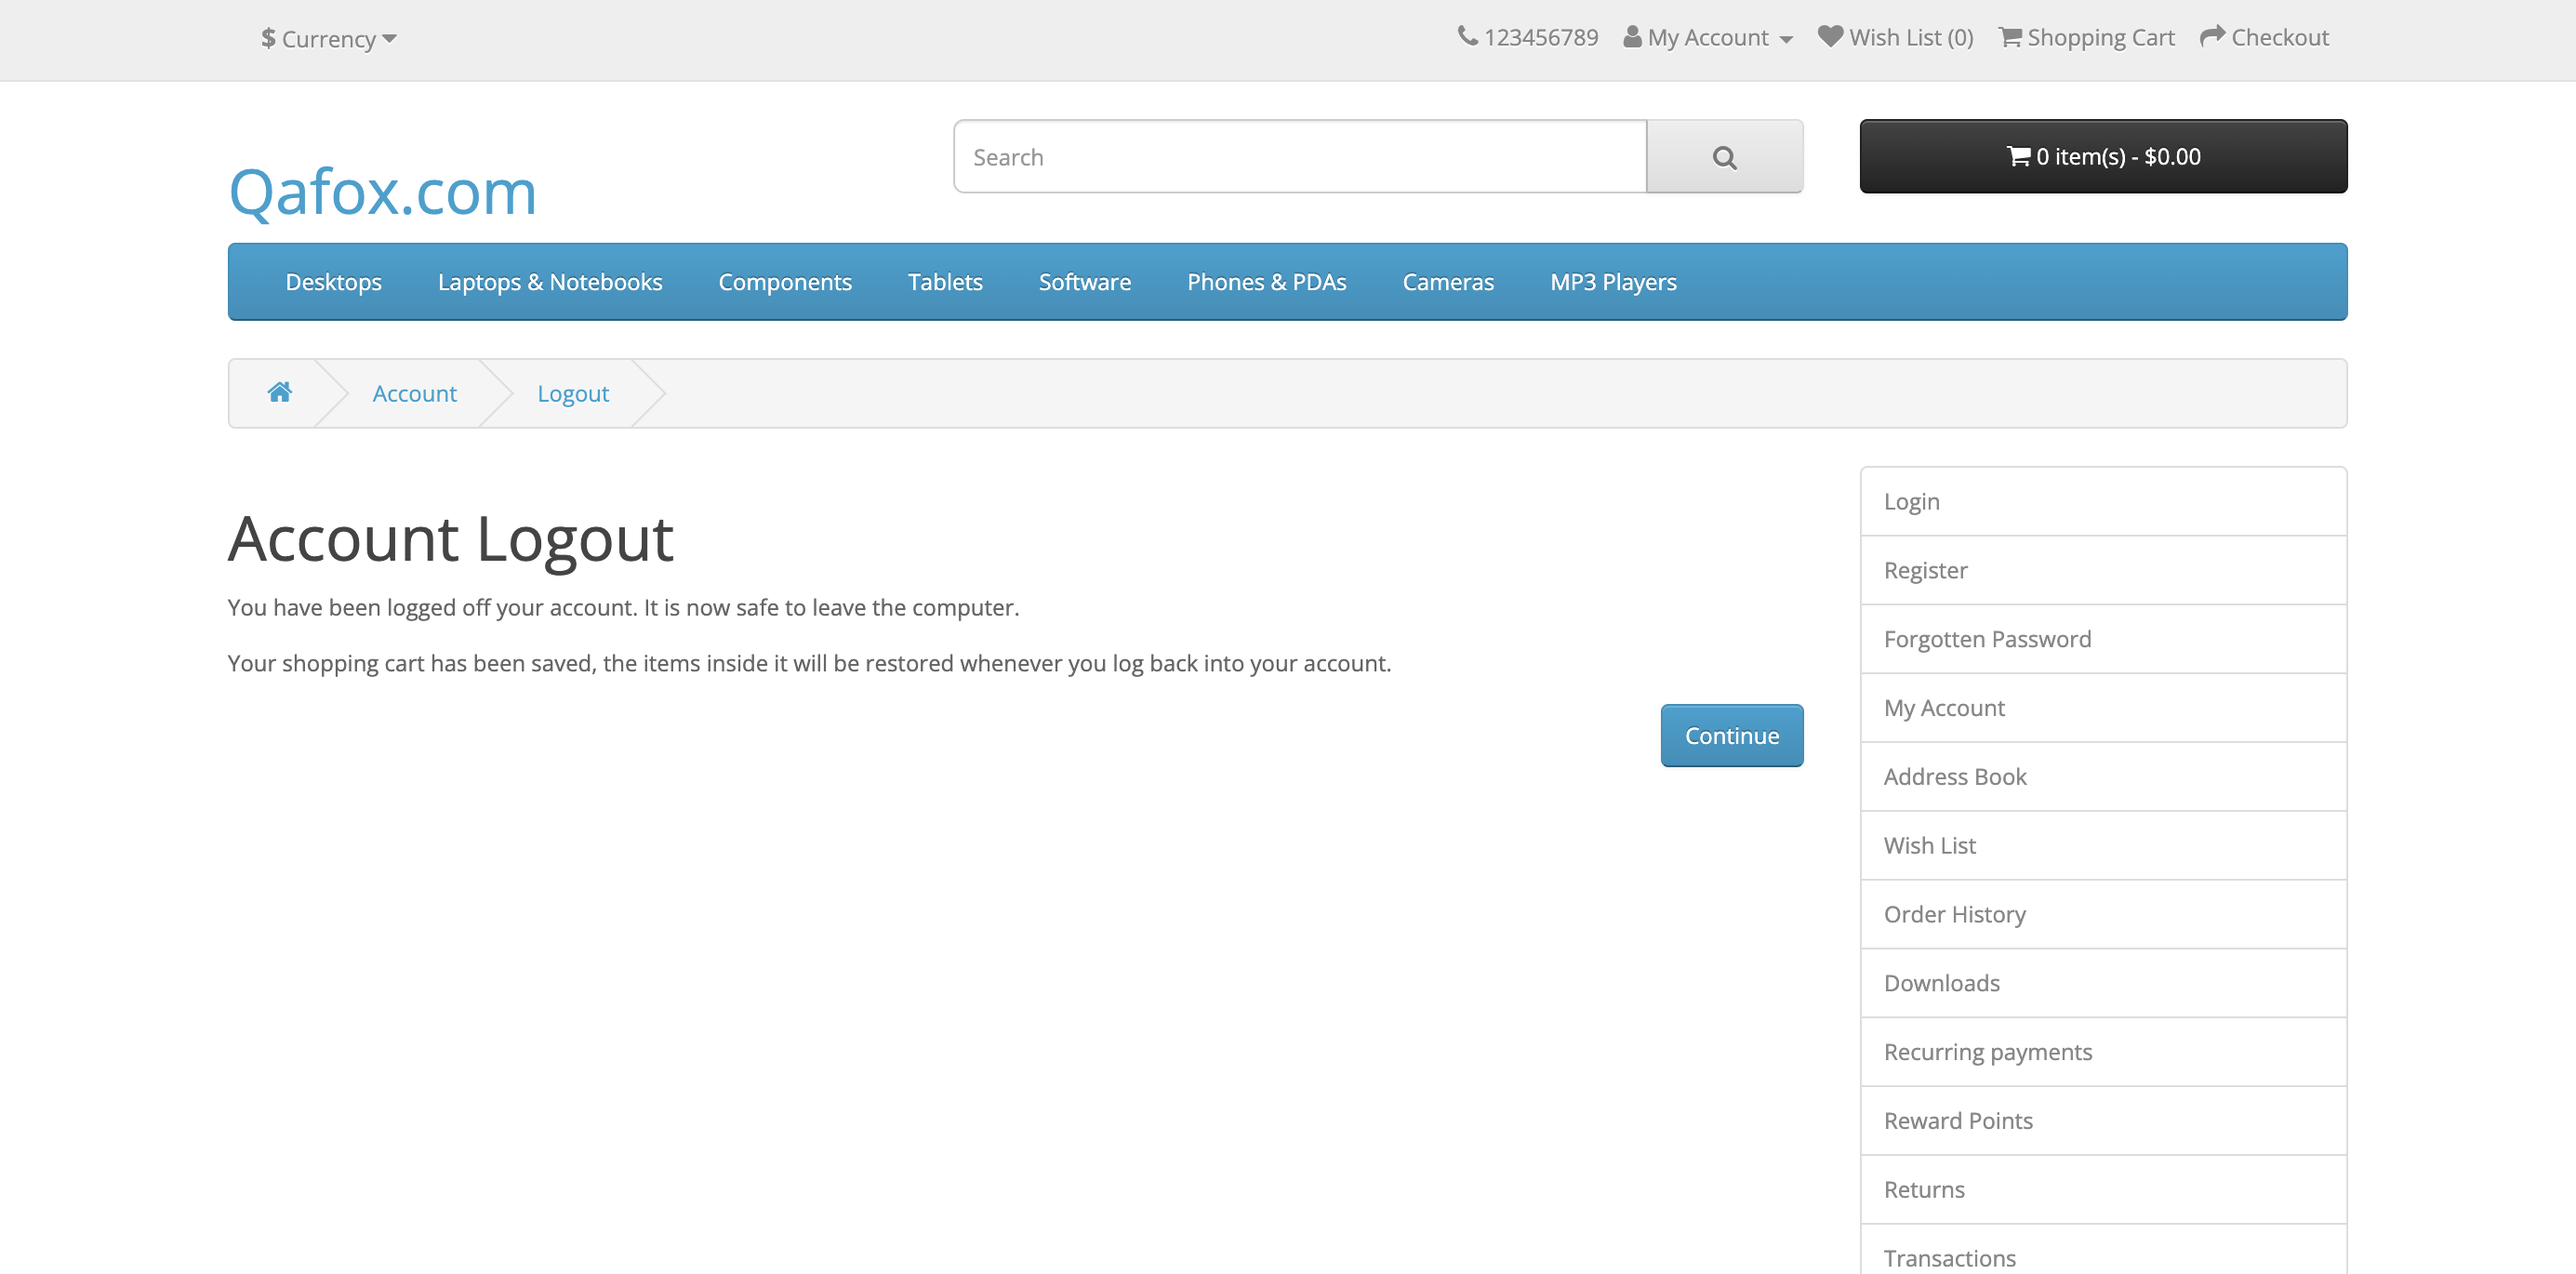 $ Currency
123456789 My Account Wish List (0) Shopping Cart Checkout
Qafox.com
Search
0 item(s) - $0.00
Desktops Laptops & Notebooks Components Tablets Software Phones & PDAs Cameras MP3 Players
Account Logout
Account Logout
You have been logged off your account. It is now safe to leave the computer.
Your shopping cart has been saved, the items inside it will be restored whenever you log back into your account.
Continue
Login
Register
Forgotten Password
My Account
Address Book
Wish List
Order History
Downloads
Recurring payments
Reward Points
Returns
Transactions